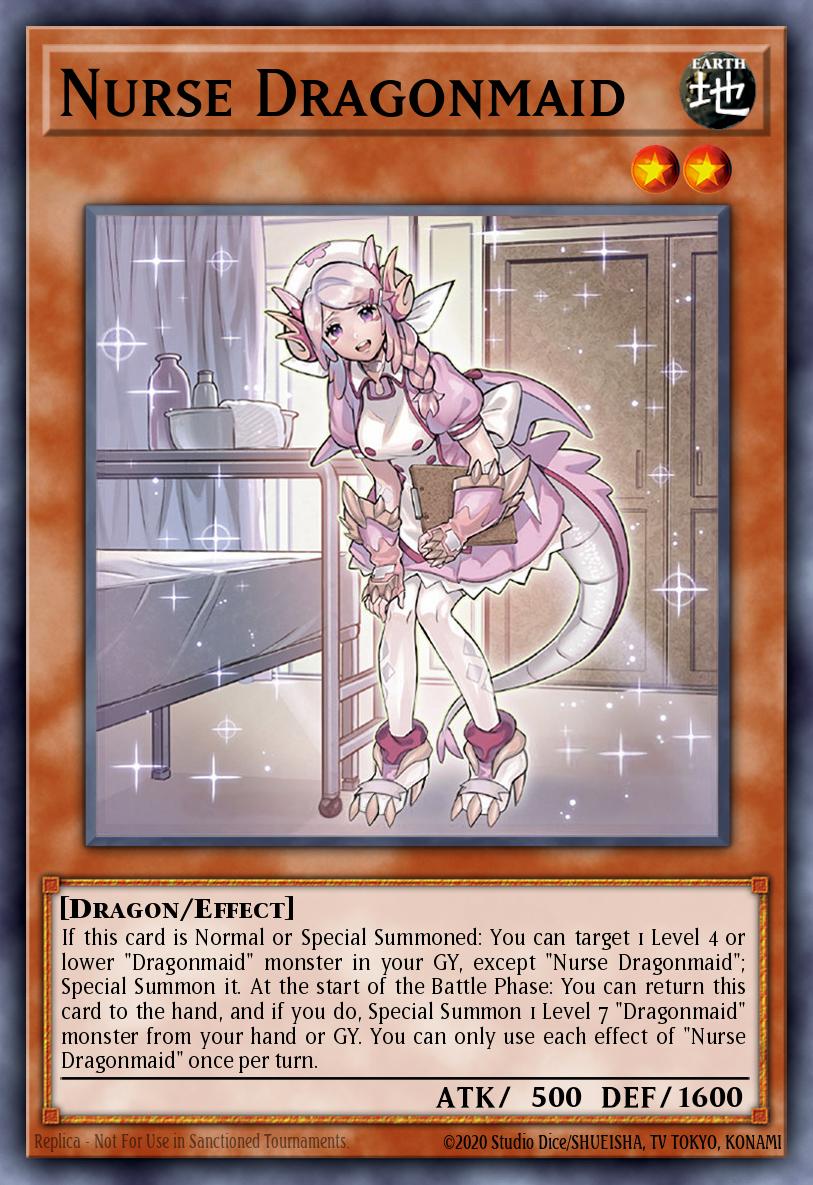 Nurse Dragonmaid
EARTH
地
[Dragon/Effect]
If this card is Normal or Special Summoned: You can target 1 Level 4 or
lower "Dragonmaid" monster in your GY, except "Nurse Dragonmaid";
Special Summon it. At the start of the Battle Phase: You can return this
card to the hand, and if you do, Special Summon 1 Level 7 "Dragonmaid"
monster from your hand or GY. You can only use each effect of "Nurse
Dragonmaid" once per turn.
ATK/ 500 DEF/1600
Replica - Not For Use in Sanctioned Tournaments.
©2020 Studio Dice/SHUEISHA, TV TOKYO, KONAMI